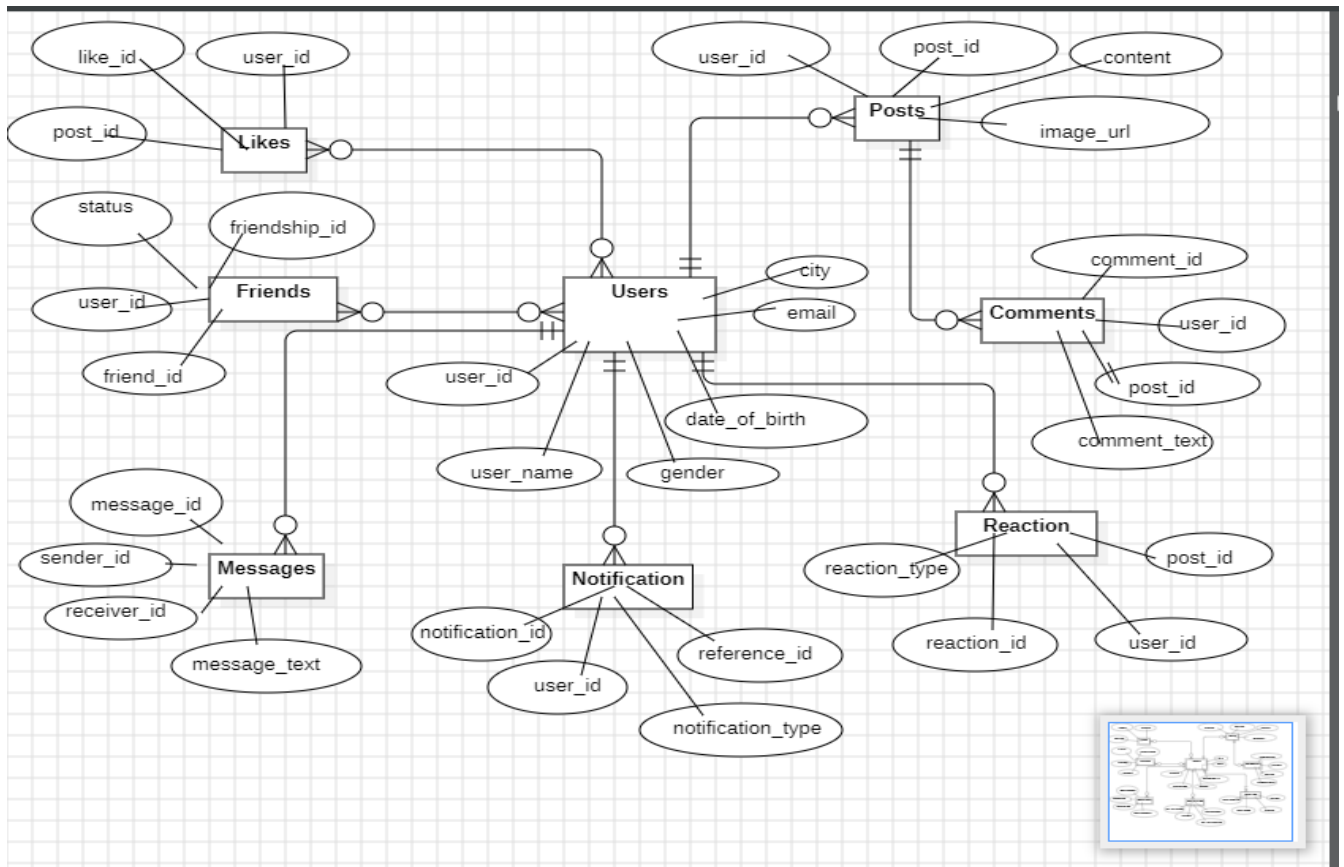 like_id
user_id
post_id
Likes
user_id
post_id
content
Posts
image_url
status
friendship_id
user_id
Friends
friend_id
Users
city
email
user_id
date_of_birth
user_name
gender
comment_id
Comments
user_id
post_id
comment_text
message_id
sender_id
Messages
receiver_id
message_text
Notification
notification_id
reference_id
user_id
notification_type
Reaction
reaction_type
post_id
reaction_id
user_id